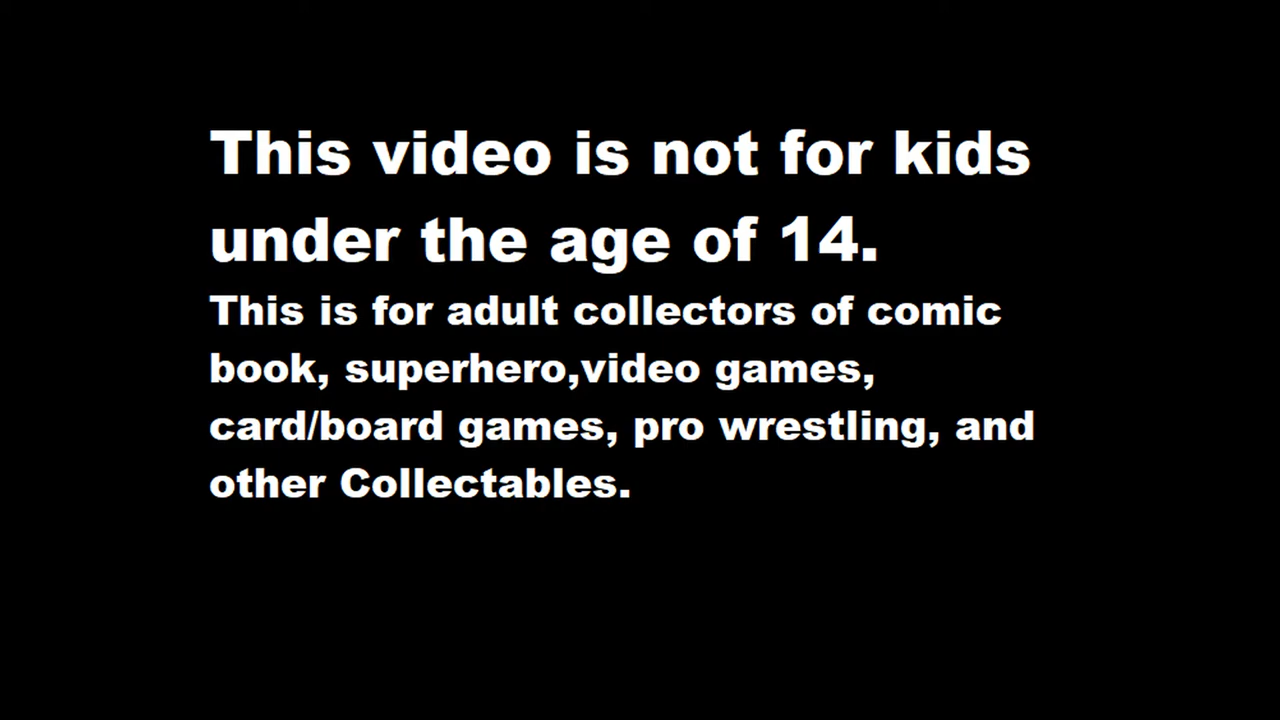 This video is not for kids
under the age of 14.
This is for adult collectors of comic
book, superhero,video games,
card/board games, pro wrestling, and
other Collectables.